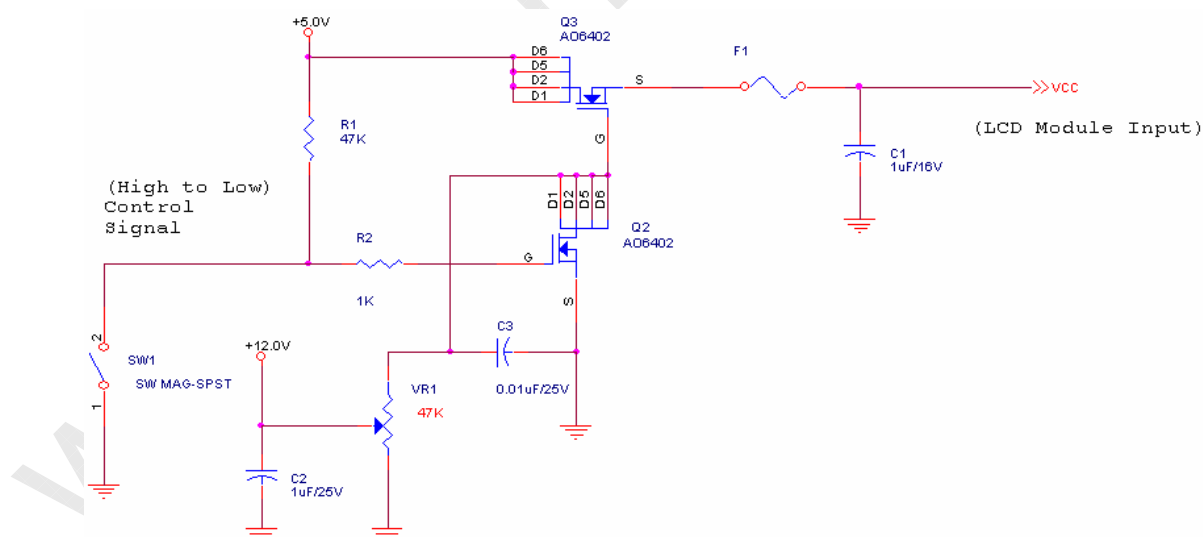 +5.0V
Q3
AO6402
D6
D5
D2
D1
S
G
F1
VCC
(LCD Module Input)
C1
1uF/16V
R1
47K
(High to Low)
Control
Signal
D1
D2
D5
D6
Q2
AO6402
R2
G
1K
S
2
SW1
SW MAG-SPST
1
+12.0V
C3
0.01uF/25V
VR1
47K
C2
1uF/25V